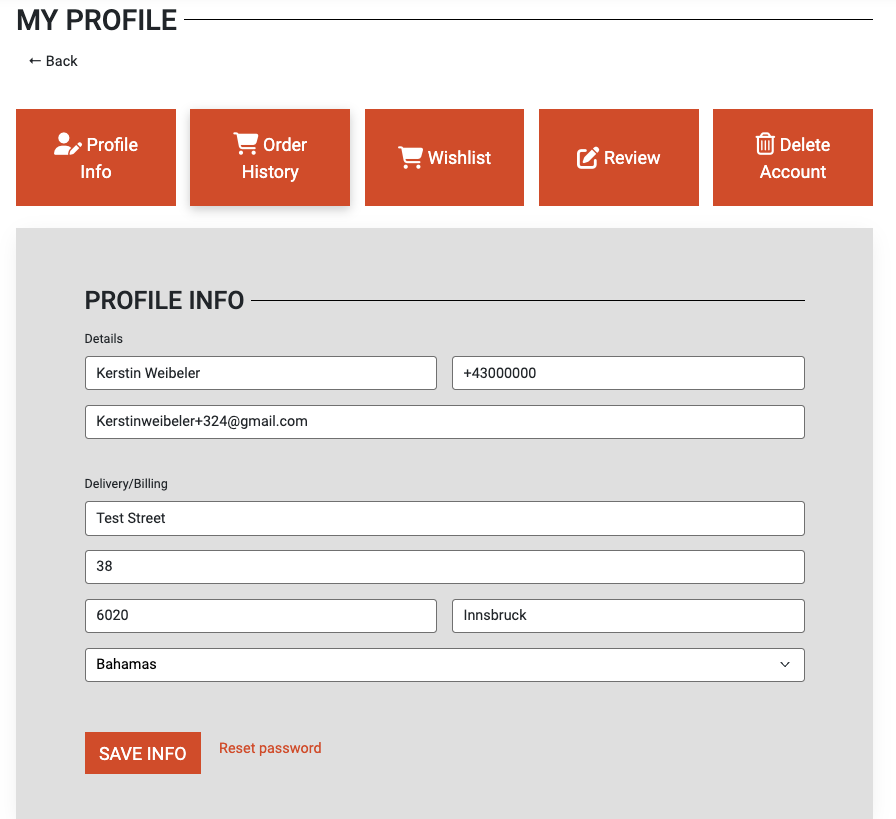 MY PROFILE
← Back
Profile
Info
Order
History
Wishlist
Review
Delete
Account
PROFILE INFO
Details
Kerstin Weibeler
+43000000
Kerstinweibeler+324@gmail.com
Delivery/Billing
Test Street
38
6020
Innsbruck
Bahamas
SAVE INFO
Reset password